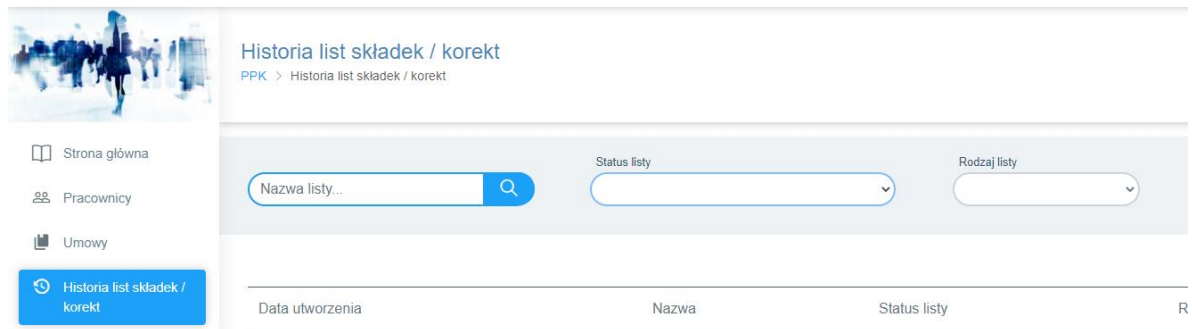 Historia list składek / korekt
PPK > Historia list składek / korekt
Strona główna
Pracownicy
Umowy
Historia list składek /
korekt
Nazwa listy...
Status listy
Rodzaj listy
Data utworzenia
Nazwa
Status listy
R